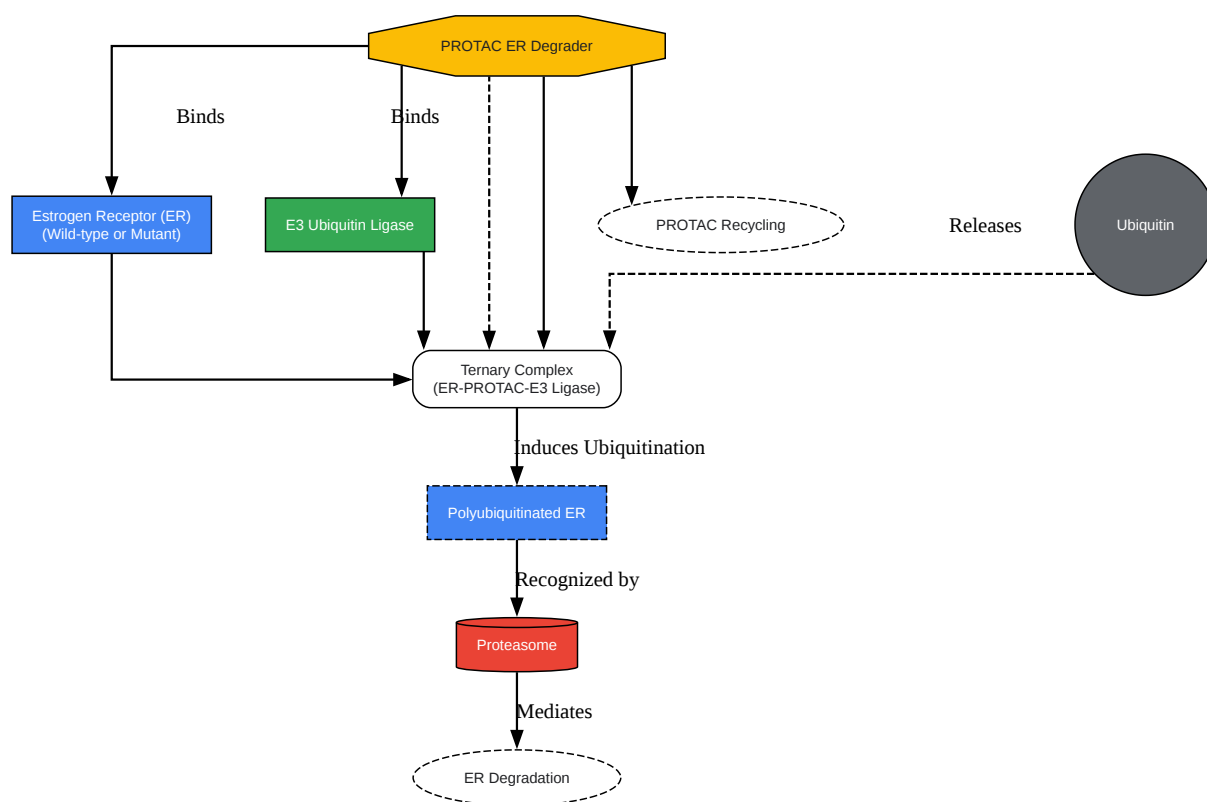 PROTAC ER Degrader
Binds
Binds
Estrogen Receptor (ER)
(Wild-type or Mutant)
E3 Ubiquitin Ligase
PROTAC Recycling
Releases
Ubiquitin
Ternary Complex
(ER-PROTAC-E3 Ligase)
Induces Ubiquitination
Polyubiquitinated ER
Recognized by
Proteasome
Mediates
ER Degradation